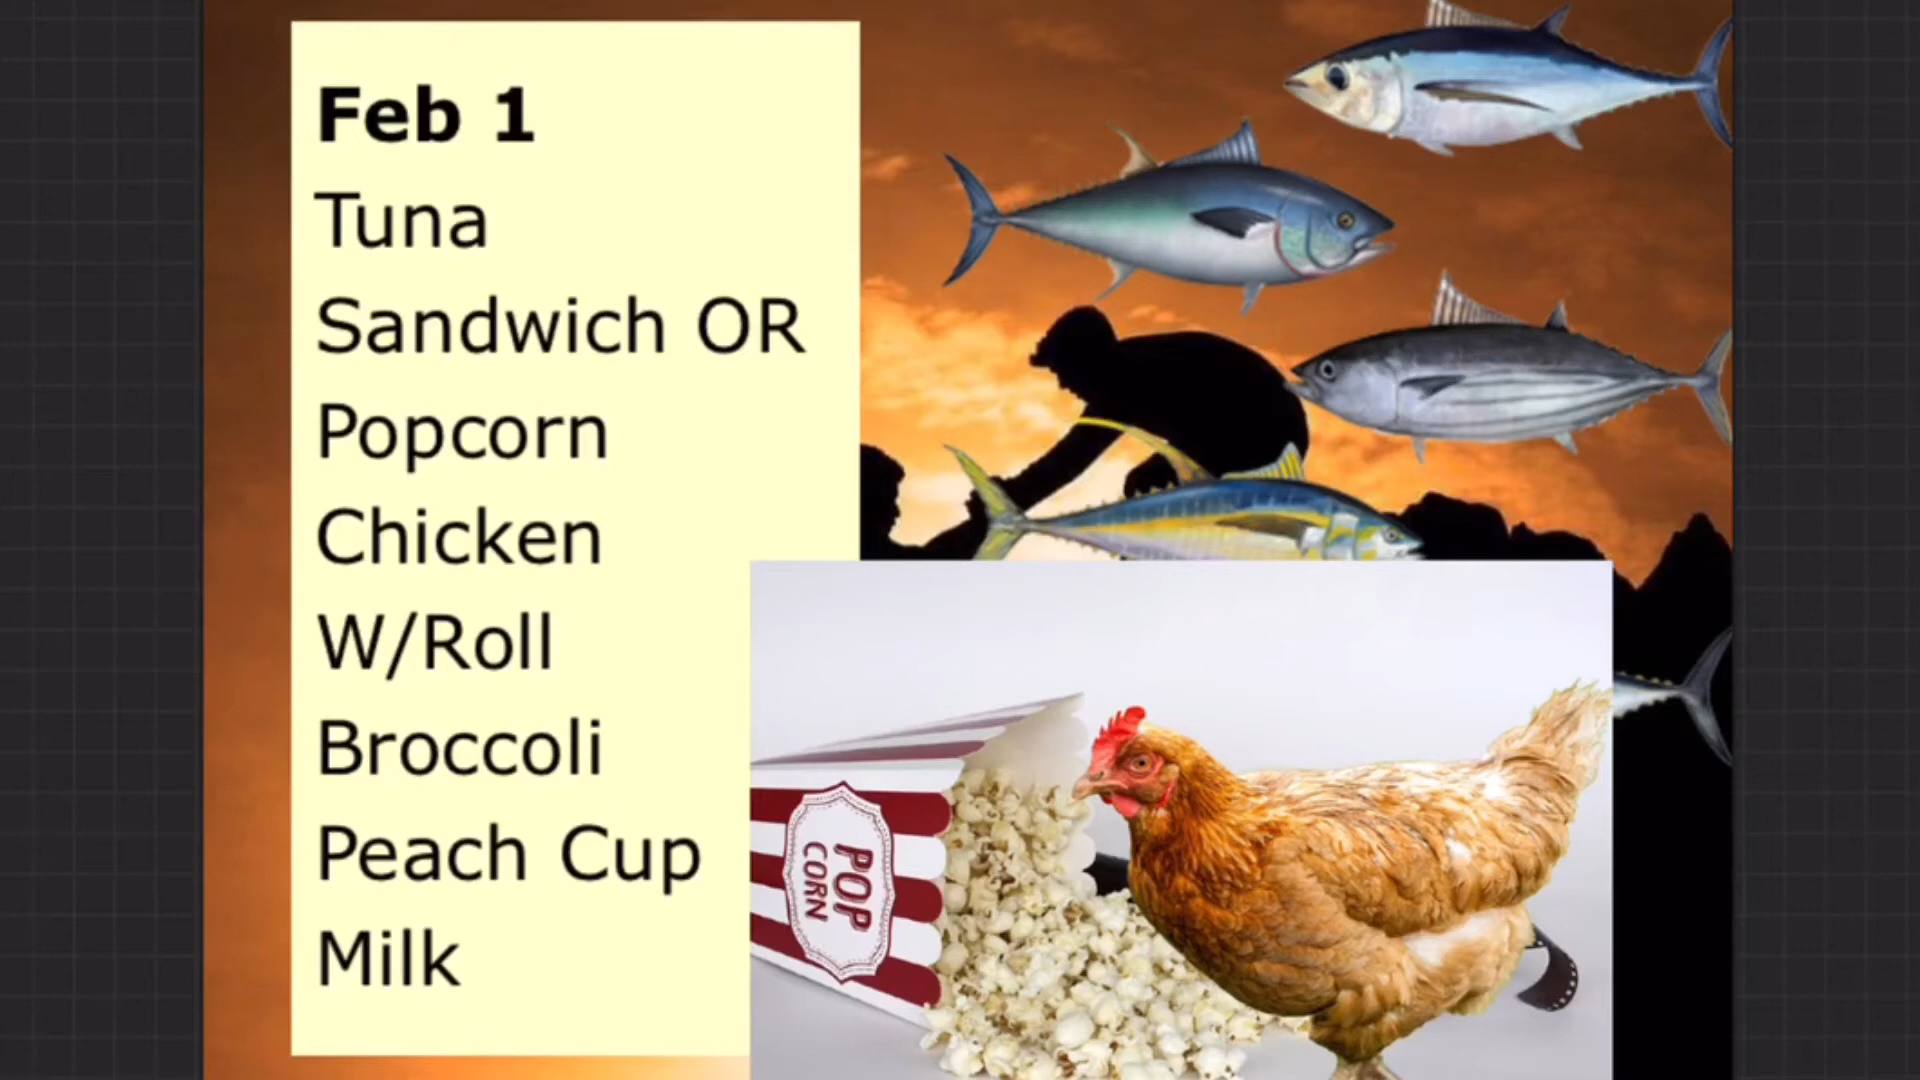 Feb 1
Tuna
Sandwich OR
Popcorn
Chicken
W/Roll
Broccoli
Peach Cup
Milk
POP
CORN